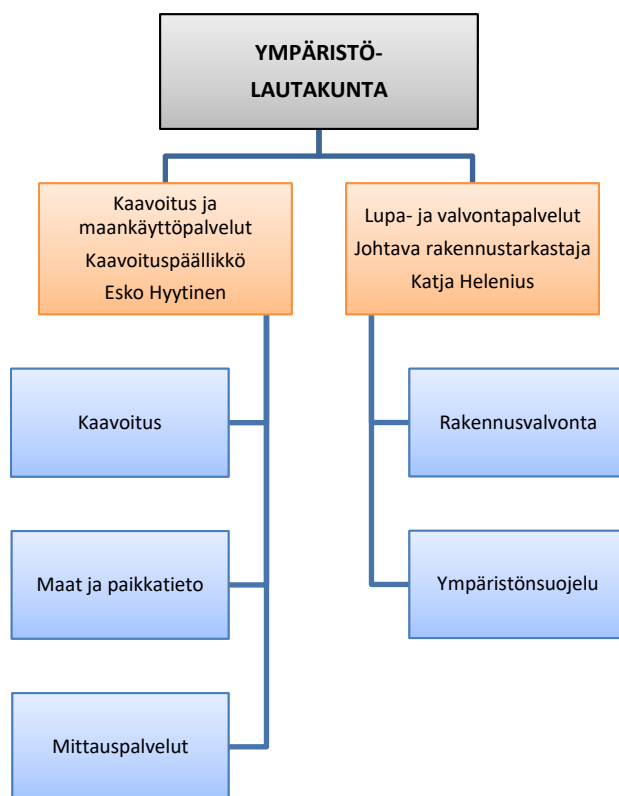 YMPÄRISTÖ-
LAUTAKUNTA
Kaavoitus ja
maankäyttöpalvelut
Kaavoituspäällikkö
Esko Hyytinen
Lupa- ja valvontapalvelut
Johtava rakennustarkastaja
Katja Helenius
Kaavoitus
Rakennusvalvonta
Maat ja paikkatieto
Ympäristönsuojelu
Mittauspalvelut